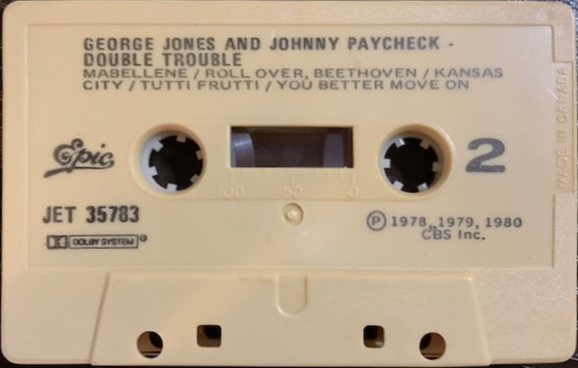 GEORGE JONES AND JOHNNY PAYCHECK -
DOUBLE TROUBLE
MABELLENE / ROLL OVER, BEETHOVEN / KANSAS
CITY / TUTTI FRUTTI / YOU BETTER MOVE ON
Epic
2
100 50 0
MADE IN CANADA
JET 35783
DOLBY SYSTEM®
Ⓟ 1978, 1979, 1980
CBS Inc.